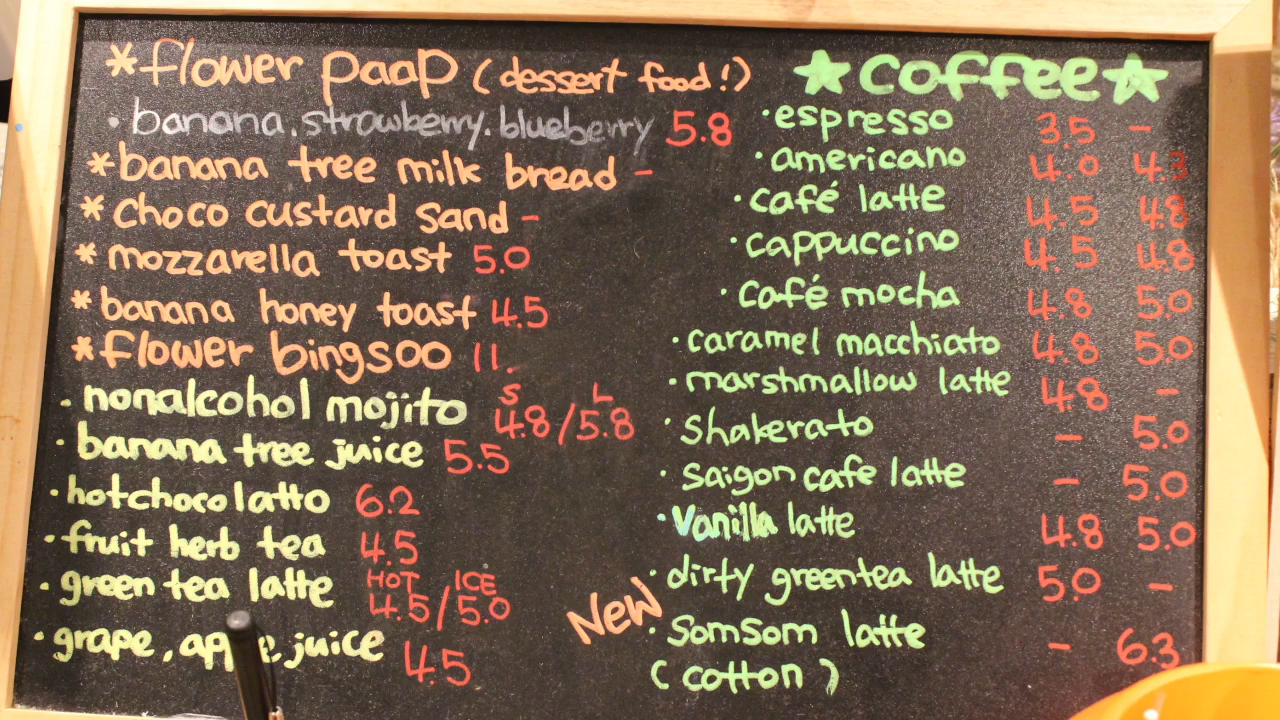 *flower paap (dessert food!)
· banana. strawberry. blueberry 5.8
*banana tree milk bread -
*choco custard sand -
*mozzarella toast 5.0
*banana honey toast 4.5
*flower bingsoo 11.
S L
· nonalcohol mojito 4.8/5.8
· banana tree juice 5.5
· hotchocolatto 6.2
· fruit herb tea 4.5
HOT ICE
· green tea latte 4.5/5.0
· grape, apple juice 4.5
★coffee★
· espresso 3.5 -
· americano 4.0 4.3
· café latte 4.5 4.8
· cappuccino 4.5 4.8
· café mocha 4.8 5.0
· caramel macchiato 4.8 5.0
· marshmallow latte 4.8 -
· Shakerato - 5.0
· Saigon cafe latte - 5.0
· Vanilla latte 4.8 5.0
· dirty greentea latte 5.0 -
New · Somsom latte - 6.3
(cotton)